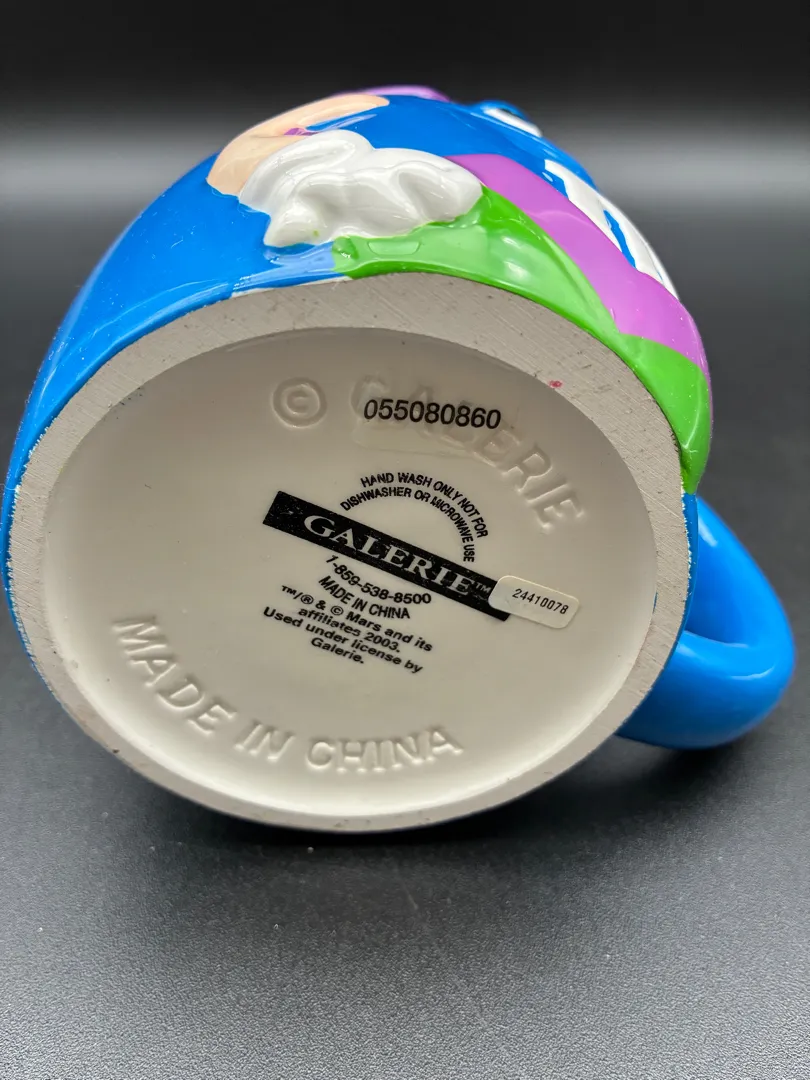 © GALERIE
055080860
HAND WASH ONLY NOT FOR
DISHWASHER OR MICROWAVE USE
GALERIE™
1-859-538-8500
MADE IN CHINA
™/® & © Mars and its
affiliates 2003.
Used under license by
Galerie.
24410078
MADE IN CHINA